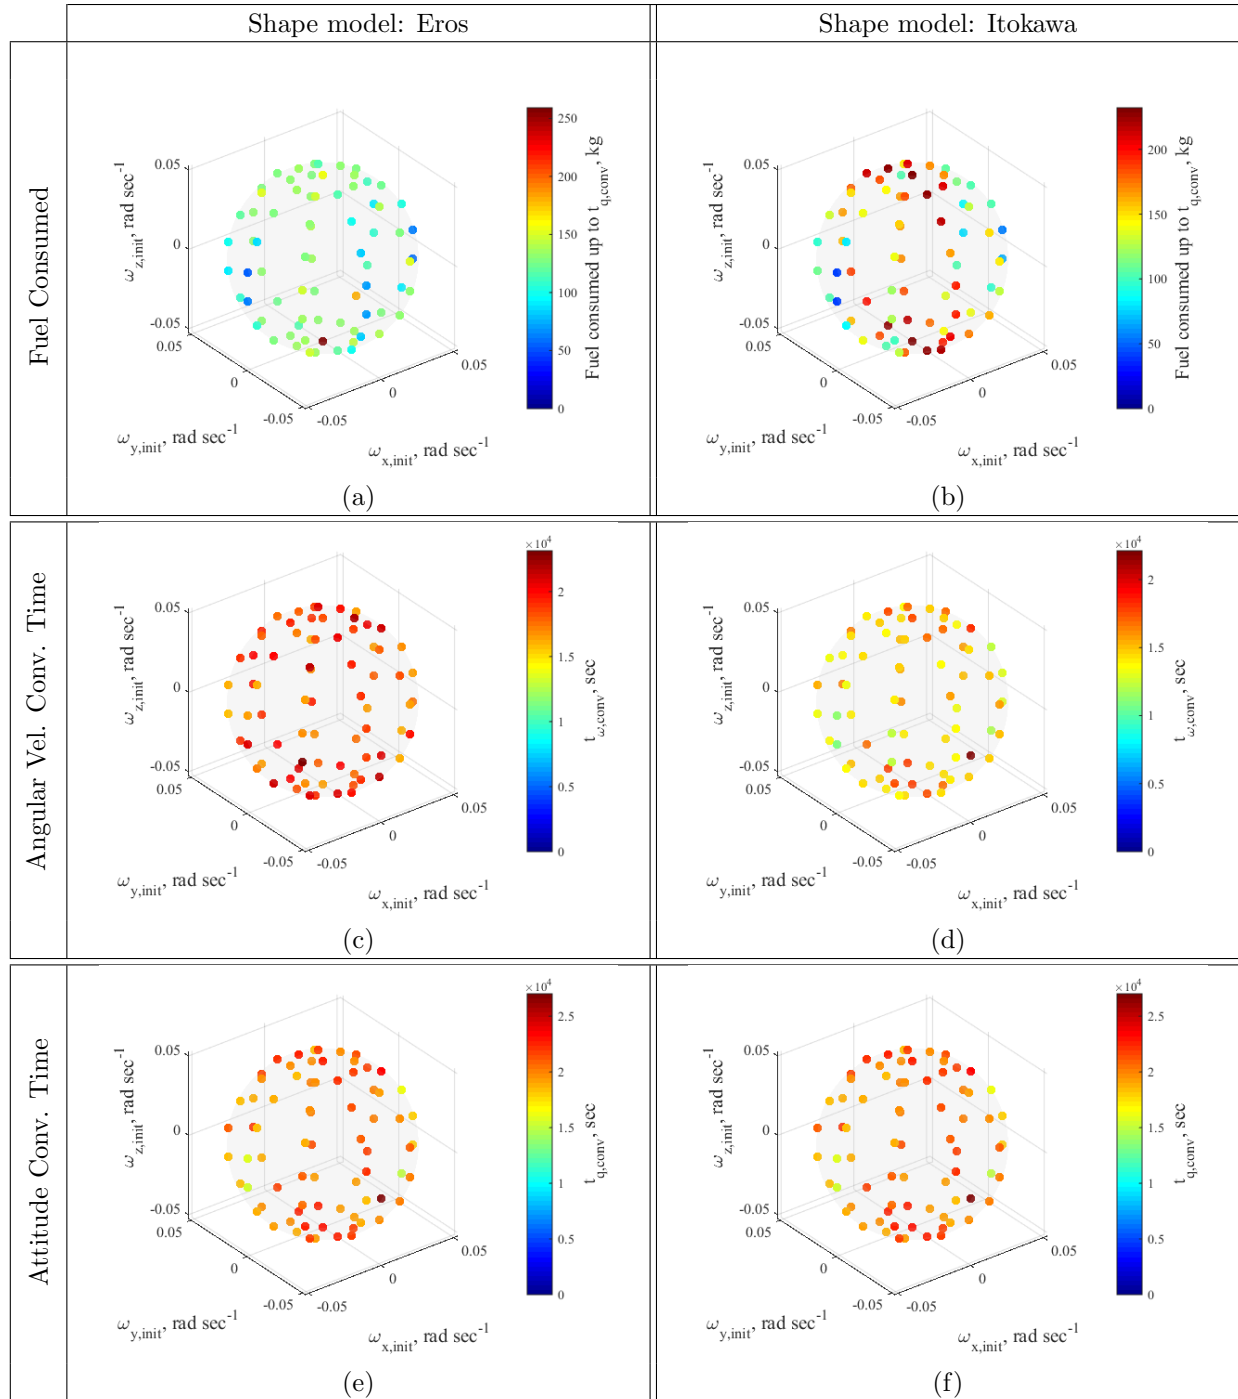 Shape model: Eros
Shape model: Itokawa
Fuel Consumed
0.05
0
-0.05
ω_z,init, rad sec^-1
0.05
0
-0.05
ω_y,init, rad sec^-1
-0.05
0
0.05
ω_x,init, rad sec^-1
250
200
150
100
50
0
Fuel consumed up to t_q,conv, kg
(a)
0.05
0
-0.05
ω_z,init, rad sec^-1
0.05
0
-0.05
ω_y,init, rad sec^-1
-0.05
0
0.05
ω_x,init, rad sec^-1
200
150
100
50
0
Fuel consumed up to t_q,conv, kg
(b)
Angular Vel. Conv. Time
0.05
0
-0.05
ω_z,init, rad sec^-1
0.05
0
-0.05
ω_y,init, rad sec^-1
-0.05
0
0.05
ω_x,init, rad sec^-1
×10^4
2
1.5
1
0.5
0
t_ω,conv, sec
(c)
0.05
0
-0.05
ω_z,init, rad sec^-1
0.05
0
-0.05
ω_y,init, rad sec^-1
-0.05
0
0.05
ω_x,init, rad sec^-1
×10^4
2
1.5
1
0.5
0
t_ω,conv, sec
(d)
Attitude Conv. Time
0.05
0
-0.05
ω_z,init, rad sec^-1
0.05
0
-0.05
ω_y,init, rad sec^-1
-0.05
0
0.05
ω_x,init, rad sec^-1
×10^4
2.5
2
1.5
1
0.5
0
t_q,conv, sec
(e)
0.05
0
-0.05
ω_z,init, rad sec^-1
0.05
0
-0.05
ω_y,init, rad sec^-1
-0.05
0
0.05
ω_x,init, rad sec^-1
×10^4
2.5
2
1.5
1
0.5
0
t_q,conv, sec
(f)